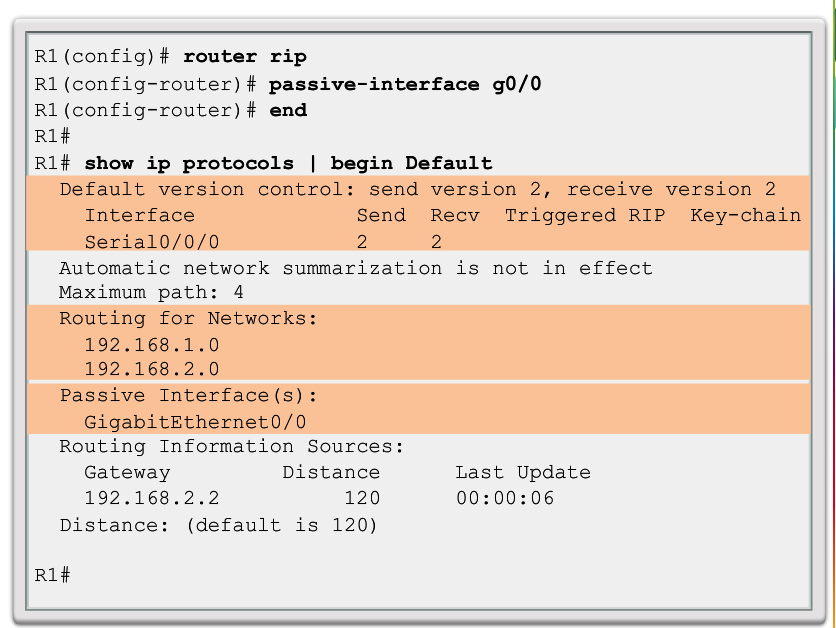 R1(config)# router rip
R1(config-router)# passive-interface g0/0
R1(config-router)# end
R1#
R1# show ip protocols | begin Default
  Default version control: send version 2, receive version 2
    Interface             Send  Recv  Triggered RIP  Key-chain
    Serial0/0/0           2     2
  Automatic network summarization is not in effect
  Maximum path: 4
  Routing for Networks:
    192.168.1.0
    192.168.2.0
  Passive Interface(s):
    GigabitEthernet0/0
  Routing Information Sources:
    Gateway         Distance      Last Update
    192.168.2.2          120      00:00:06
  Distance: (default is 120)
R1#